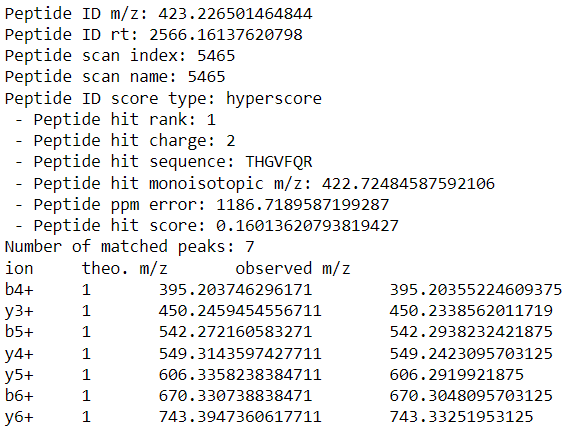 Peptide ID m/z: 423.226501464844
Peptide ID rt: 2566.16137620798
Peptide scan index: 5465
Peptide scan name: 5465
Peptide ID score type: hyperscore
- Peptide hit rank: 1
- Peptide hit charge: 2
- Peptide hit sequence: THGVFQR
- Peptide hit monoisotopic m/z: 422.72484587592106
- Peptide ppm error: 1186.7189587199287
- Peptide hit score: 0.16013620793819427
Number of matched peaks: 7
ion theo. m/z observed m/z
b4+ 1 395.203746296171 395.20355224609375
y3+ 1 450.2459454556711 450.2338562011719
b5+ 1 542.272160583271 542.2938232421875
y4+ 1 549.3143597427711 549.2423095703125
y5+ 1 606.3358238384711 606.2919921875
b6+ 1 670.330738838471 670.3048095703125
y6+ 1 743.3947360617711 743.33251953125